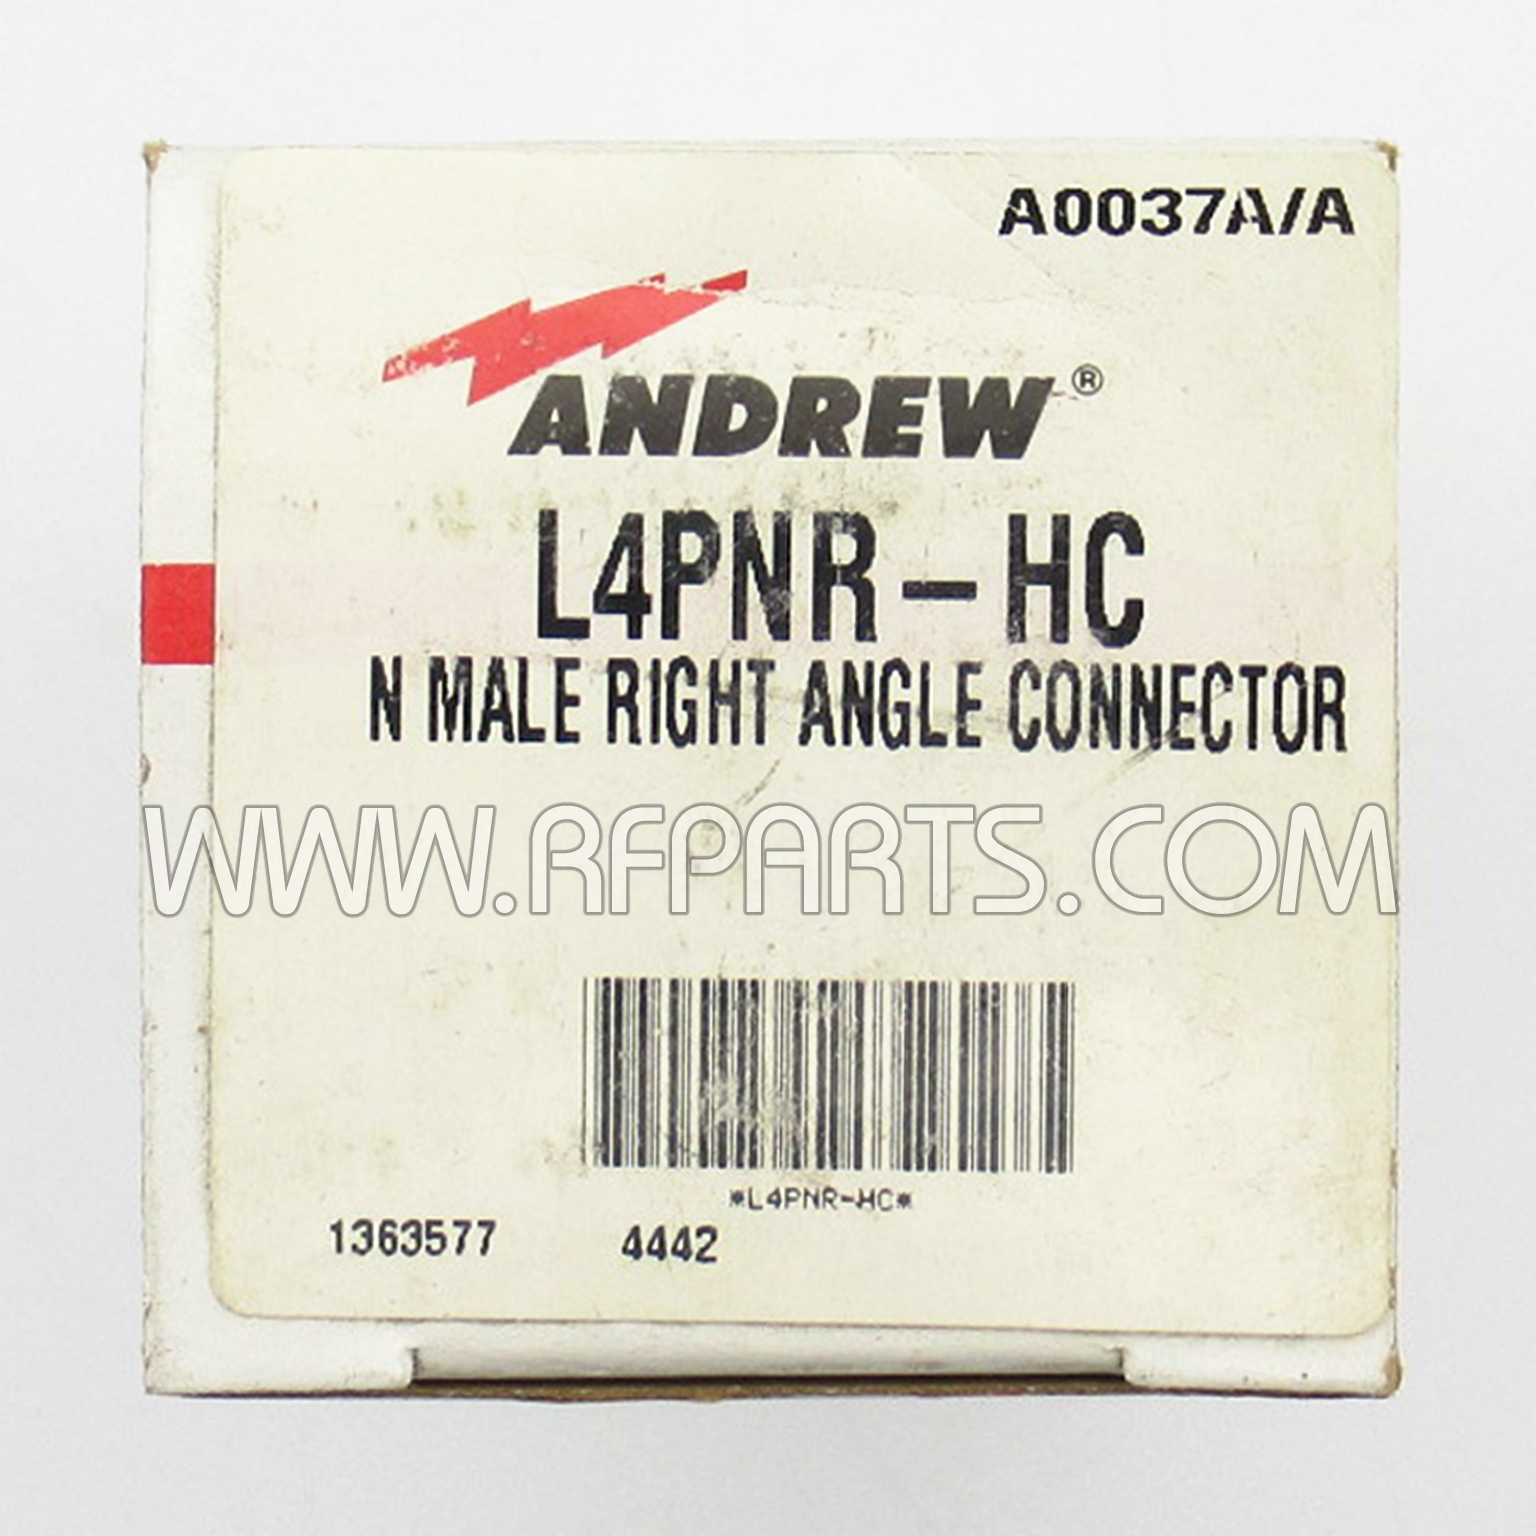 A0037A/A
ANDREW®
L4PNR-HC
N MALE RIGHT ANGLE CONNECTOR
WWW.RFPARTS.COM
*L4PNR-HC*
1363577 4442